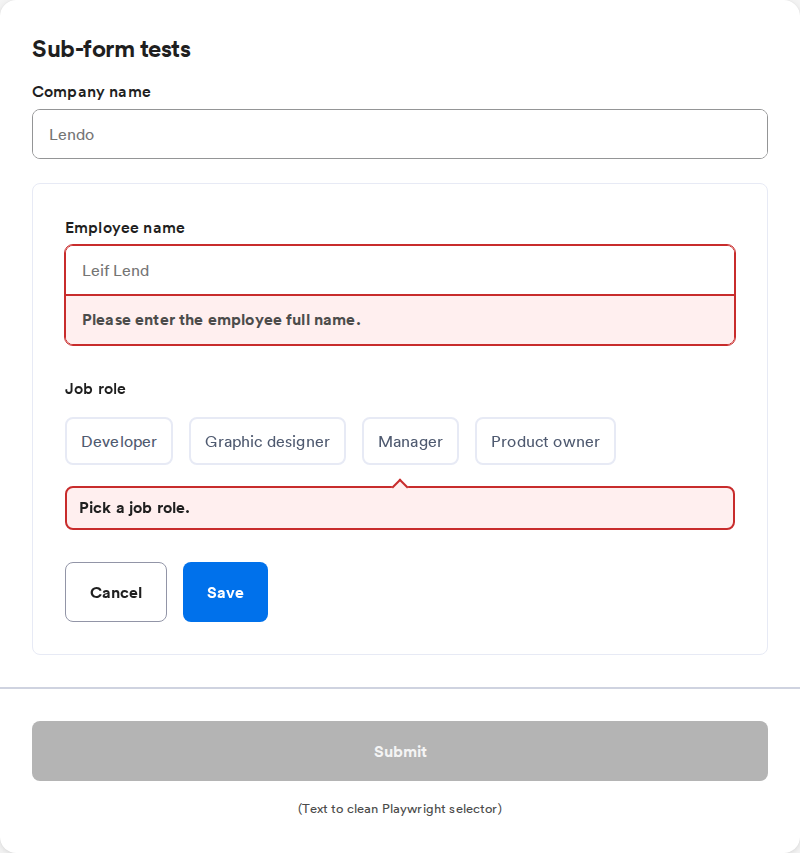 Sub-form tests
Company name
Lendo
Employee name
Leif Lend
Please enter the employee full name.
Job role
Developer
Graphic designer
Manager
Product owner
Pick a job role.
Cancel
Save
Submit
(Text to clean Playwright selector)